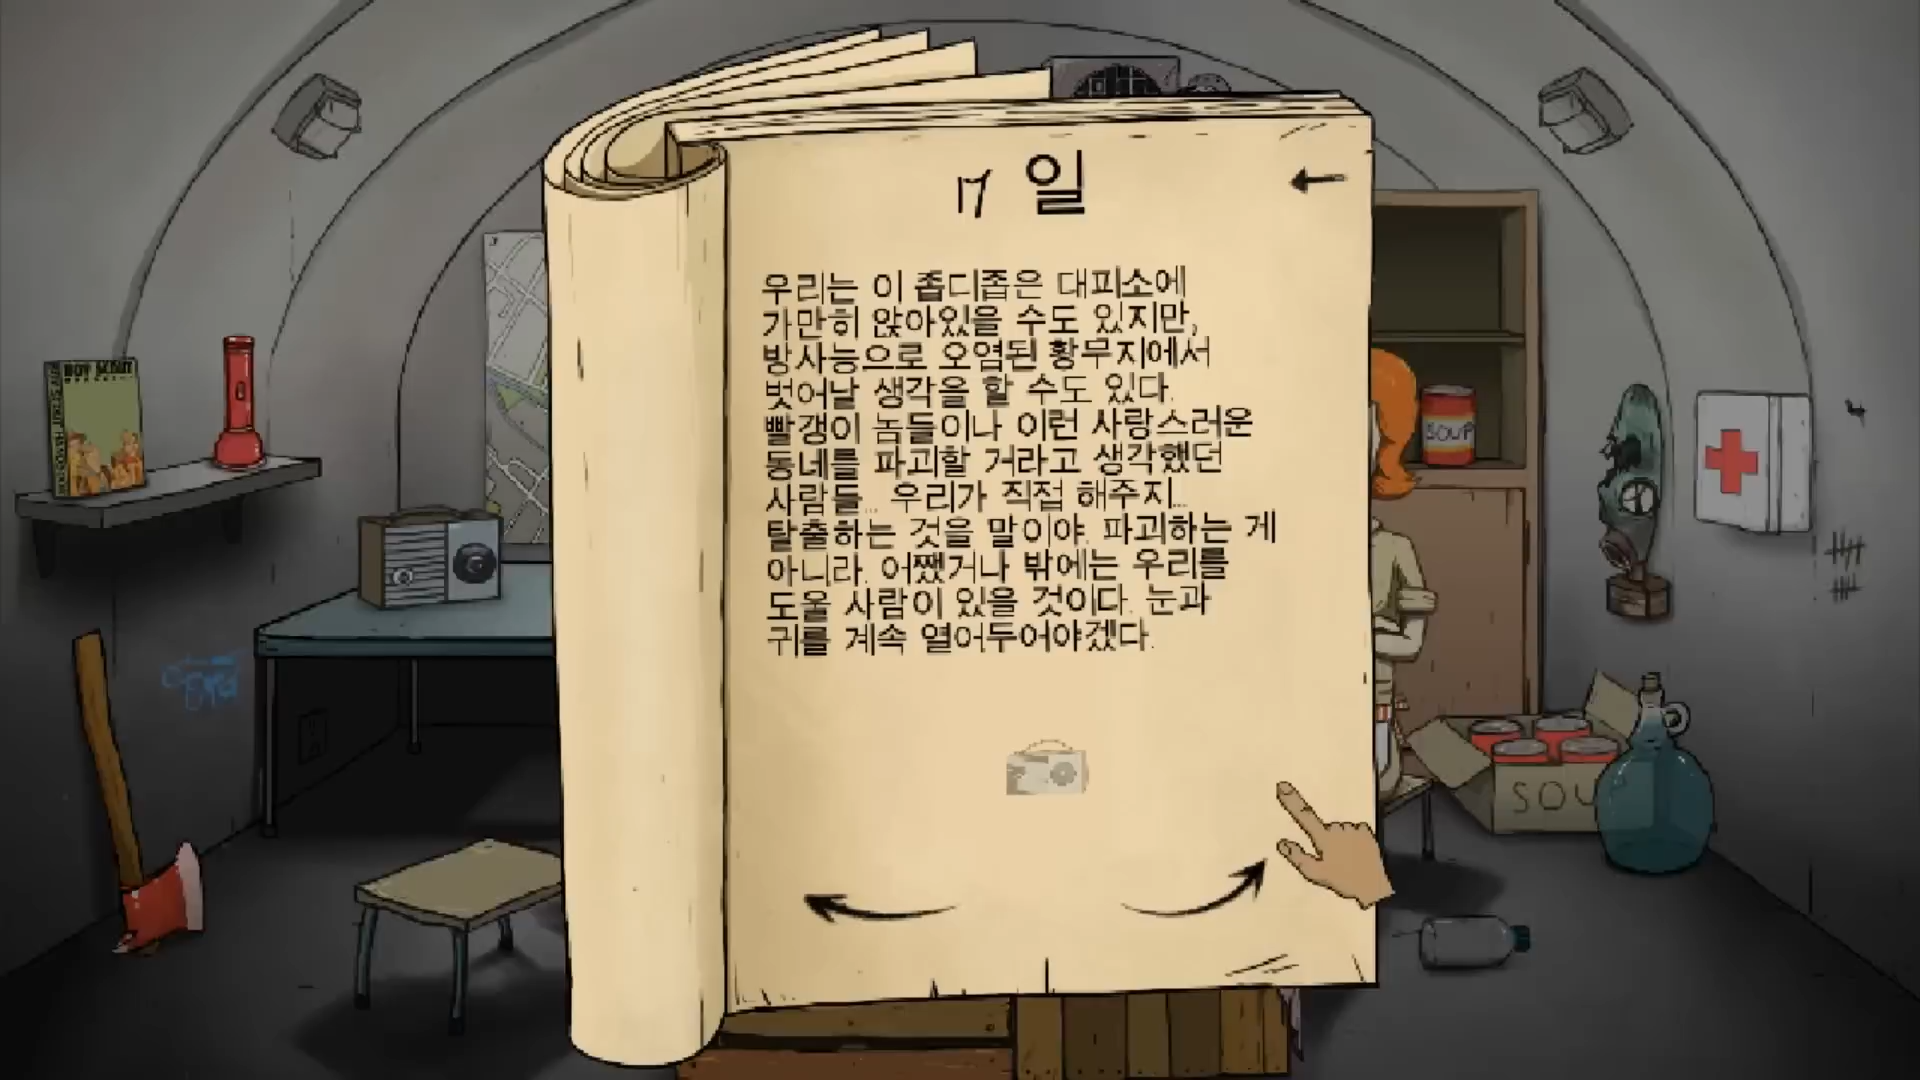 17 일
우리는 이 좁디좁은 대피소에
가만히 앉아있을 수도 있지만,
방사능으로 오염된 황무지에서
벗어날 생각을 할 수도 있다.
빨갱이 놈들이나 이런 사랑스러운
동네를 파괴할 거라고 생각했던
사람들... 우리가 직접 해주지...
탈출하는 것을 말이야. 파괴하는 게
아니라. 어쨌거나 밖에는 우리를
도울 사람이 있을 것이다. 눈과
귀를 계속 열어두어야겠다.
BOY SCOUT
SOUP
SOU